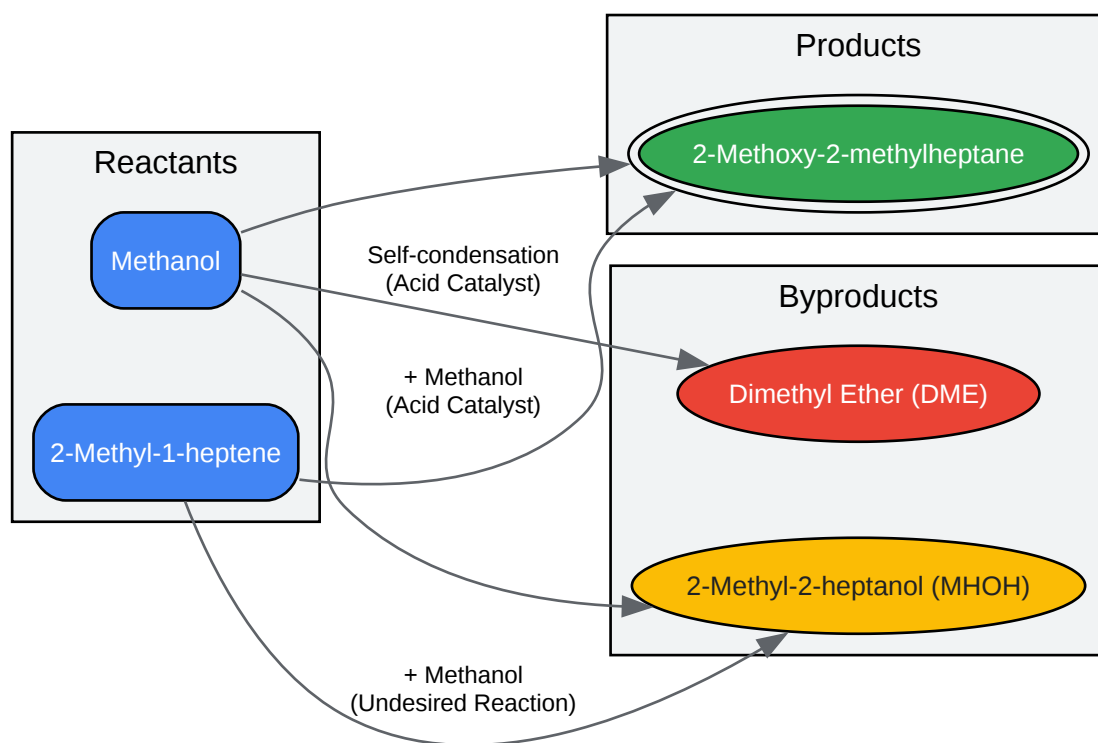 Products
2-Methoxy-2-methylheptane
Reactants
Methanol
2-Methyl-1-heptene
Self-condensation
(Acid Catalyst)
+ Methanol
(Acid Catalyst)
+ Methanol
(Undesired Reaction)
Byproducts
Dimethyl Ether (DME)
2-Methyl-2-heptanol (MHOH)